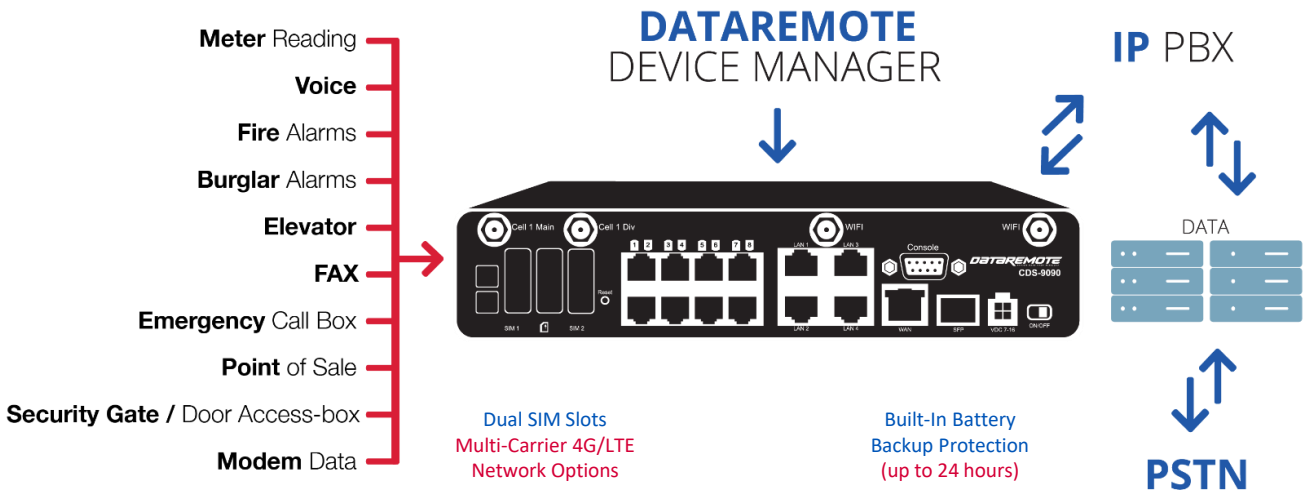 Meter Reading
Voice
Fire Alarms
Burglar Alarms
Elevator
FAX
Emergency Call Box
Point of Sale
Security Gate / Door Access-box
Modem Data
DATAREMOTE
DEVICE MANAGER
IP PBX
Cell 1 Main
Cell 1 Div
WIFI
WIFI
1 2 3 4 5 6 7 8
LAN 1
LAN 3
Console
DATAREMOTE
CDS-9090
Reset
SIM 1
SIM 2
LAN 2
LAN 4
WAN
SFP
VDC 7-16
ON/OFF
DATA
Dual SIM Slots
Multi-Carrier 4G/LTE
Network Options
Built-In Battery
Backup Protection
(up to 24 hours)
PSTN